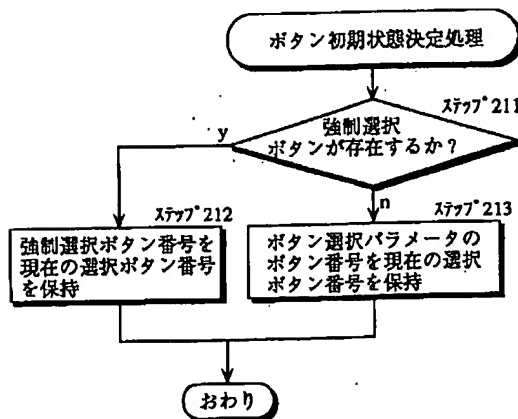 ボタン初期状態決定処理
ステップ211
強制選択
ボタンが存在するか？
y
n
ステップ212
強制選択ボタン番号を
現在の選択ボタン番号
を保持
ステップ213
ボタン選択パラメータの
ボタン番号を現在の選択
ボタン番号を保持
おわり